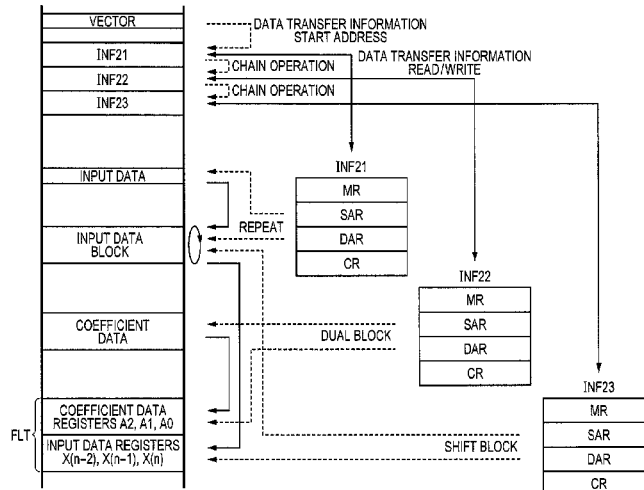 VECTOR
DATA TRANSFER INFORMATION
START ADDRESS
INF21
CHAIN OPERATION
DATA TRANSFER INFORMATION
READ/WRITE
INF22
CHAIN OPERATION
INF23
INPUT DATA
INF21
MR
SAR
DAR
CR
REPEAT
INPUT DATA
BLOCK
INF22
MR
SAR
DAR
CR
COEFFICIENT
DATA
DUAL BLOCK
INF23
MR
SAR
DAR
CR
COEFFICIENT DATA
REGISTERS A2, A1, A0
FLT
INPUT DATA REGISTERS
X(n-2), X(n-1), X(n)
SHIFT BLOCK